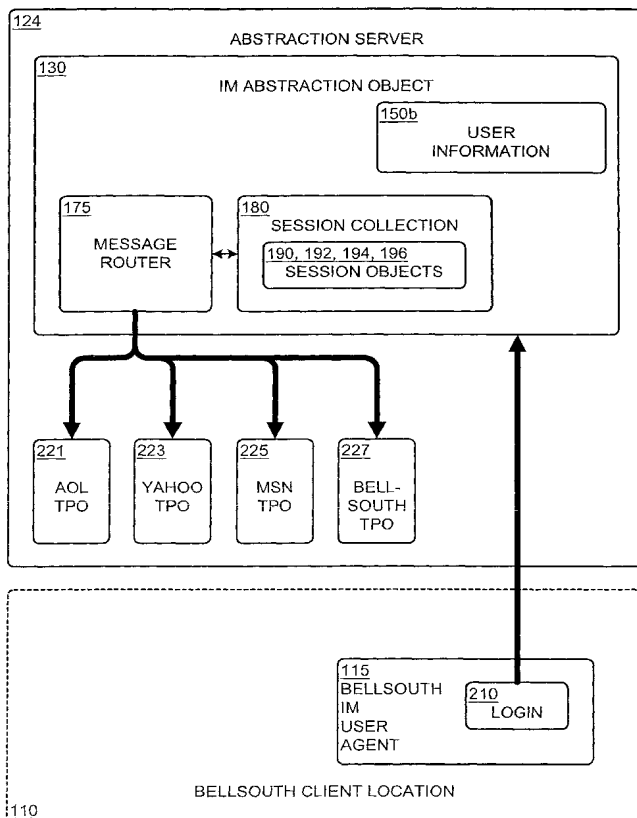 124
ABSTRACTION SERVER
130
IM ABSTRACTION OBJECT
150b
USER
INFORMATION
175
MESSAGE
ROUTER
180
SESSION COLLECTION
190, 192, 194, 196
SESSION OBJECTS
221
AOL
TPO
223
YAHOO
TPO
225
MSN
TPO
227
BELL-
SOUTH
TPO
115
BELLSOUTH
IM
USER
AGENT
210
LOGIN
BELLSOUTH CLIENT LOCATION
110